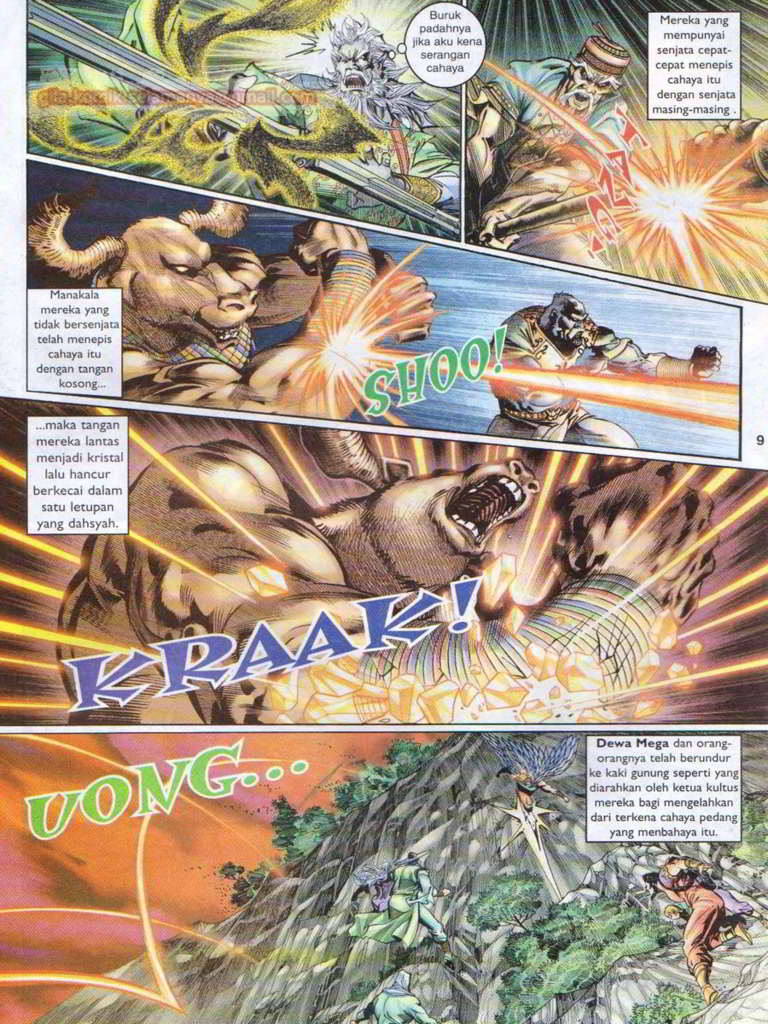 Buruk
padahnya
jika aku kena
serangan
cahaya
Mereka yang
mempunyai
senjata cepat-
cepat menepis
cahaya itu
dengan senjata
masing-masing .
TANG
Manakala
mereka yang
tidak bersenjata
telah menepis
cahaya itu
dengan tangan
kosong...
SHOO!
9
...maka tangan
mereka lantas
menjadi kristal
lalu hancur
berkecai dalam
satu letupan
yang dahsyah.
KRAAK!
UONG...
Dewa Mega dan orang-
orangnya telah berundur
ke kaki gunung seperti yang
diarahkan oleh ketua kultus
mereka bagi mengelahkan
dari terkena cahaya pedang
yang menbahaya itu.